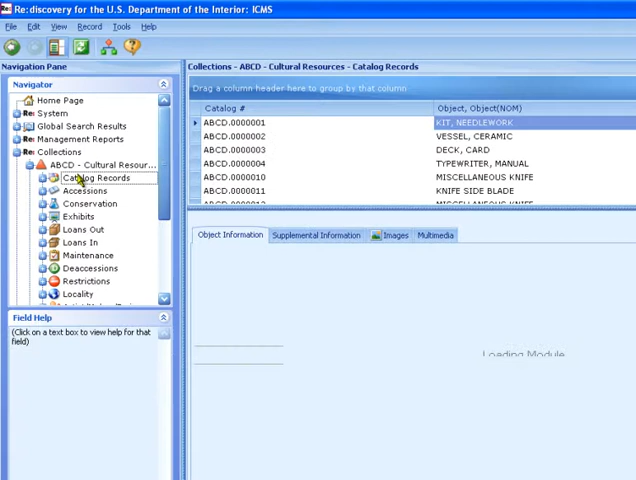 Re: Re:discovery for the U.S. Department of the Interior: ICMS
File Edit View Record Tools Help
Navigation Pane
Collections - ABCD - Cultural Resources - Catalog Records
Navigator
Drag a column header here to group by that column
Home Page
Re: System
Global Search Results
Management Reports
Re: Collections
ABCD - Cultural Resour...
Catalog Records
Accessions
Conservation
Exhibits
Loans Out
Loans In
Maintenance
Deaccessions
Restrictions
Locality
Catalog # Object, Object(NOM)
ABCD.0000001 KIT, NEEDLEWORK
ABCD.0000002 VESSEL, CERAMIC
ABCD.0000003 DECK, CARD
ABCD.0000004 TYPEWRITER, MANUAL
ABCD.0000010 MISCELLANEOUS KNIFE
ABCD.0000011 KNIFE SIDE BLADE
Object Information Supplemental Information Images Multimedia
Loading Module
Field Help
(Click on a text box to view help for that
field)